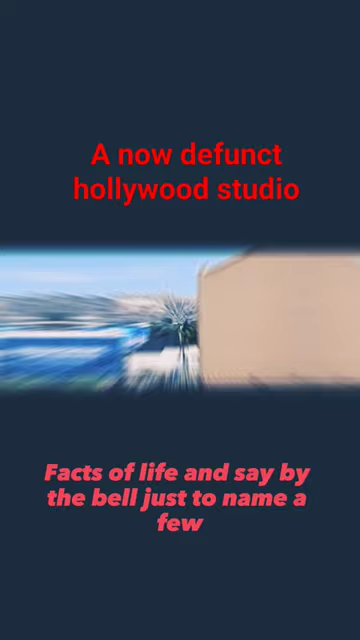 A now defunct
hollywood studio
Facts of life and say by
the bell just to name a
few